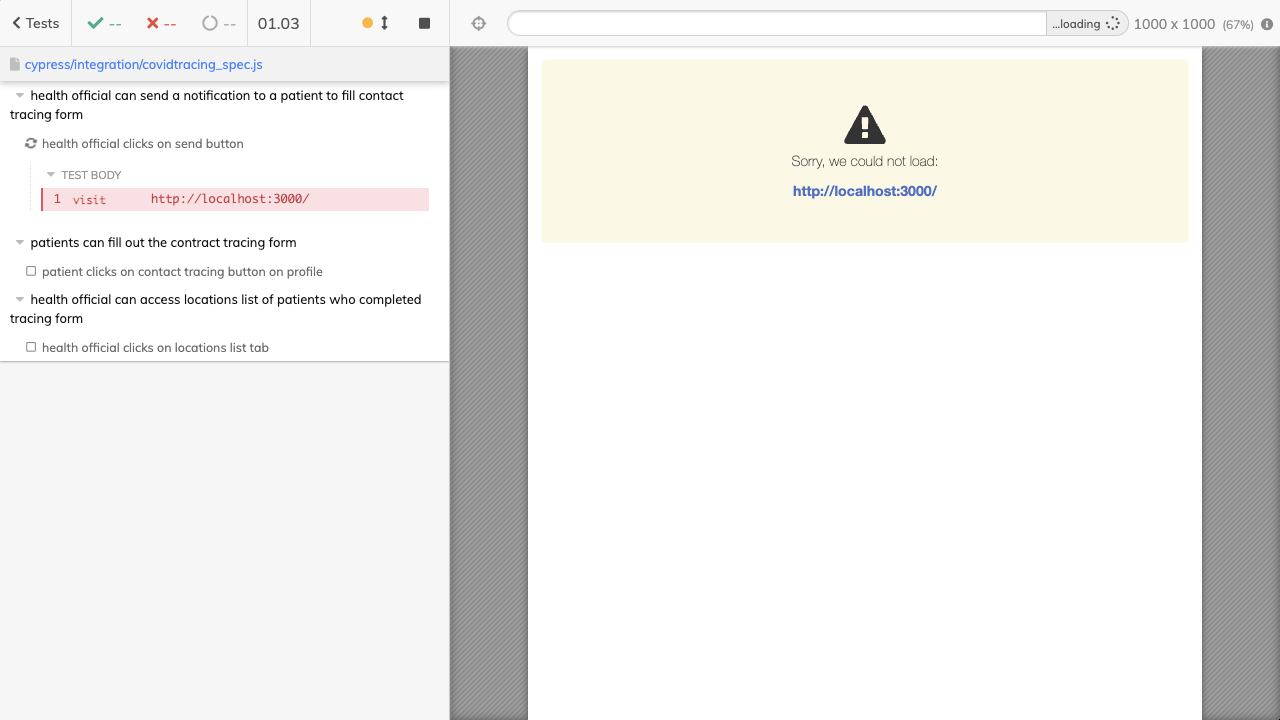 Tests
--
--
--
01.03
...loading
1000 x 1000 (67%)
cypress/integration/covidtracing_spec.js
health official can send a notification to a patient to fill contact
tracing form
health official clicks on send button
TEST BODY
1 visit http://localhost:3000/
patients can fill out the contract tracing form
patient clicks on contact tracing button on profile
health official can access locations list of patients who completed
tracing form
health official clicks on locations list tab
Sorry, we could not load:
http://localhost:3000/